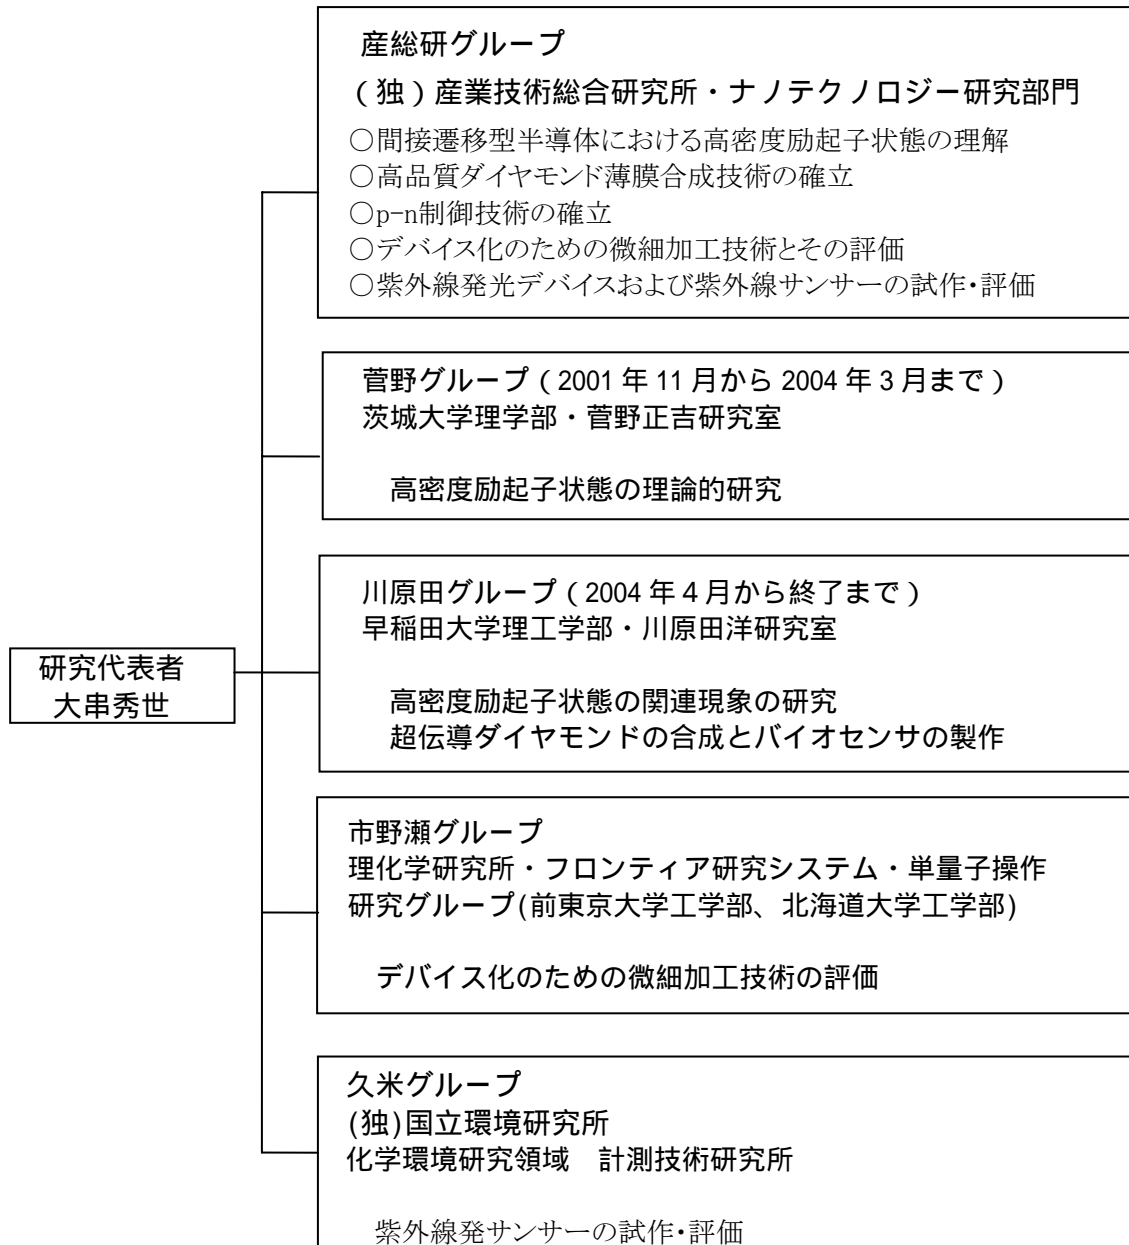 産総研グループ
（独）産業技術総合研究所・ナノテクノロジー研究部門
○間接遷移型半導体における高密度励起子状態の理解
○高品質ダイヤモンド薄膜合成技術の確立
○p-n制御技術の確立
○デバイス化のための微細加工技術とその評価
○紫外線発光デバイスおよび紫外線サンサーの試作・評価
菅野グループ（2001年11月から2004年3月まで）
茨城大学理学部・菅野正吉研究室
高密度励起子状態の理論的研究
川原田グループ（2004年４月から終了まで）
早稲田大学理工学部・川原田洋研究室
研究代表者
大串秀世
高密度励起子状態の関連現象の研究
超伝導ダイヤモンドの合成とバイオセンサの製作
市野瀬グループ
理化学研究所・フロンティア研究システム・単量子操作
研究グループ(前東京大学工学部、北海道大学工学部)
デバイス化のための微細加工技術の評価
久米グループ
(独)国立環境研究所
化学環境研究領域　計測技術研究所
紫外線発サンサーの試作・評価